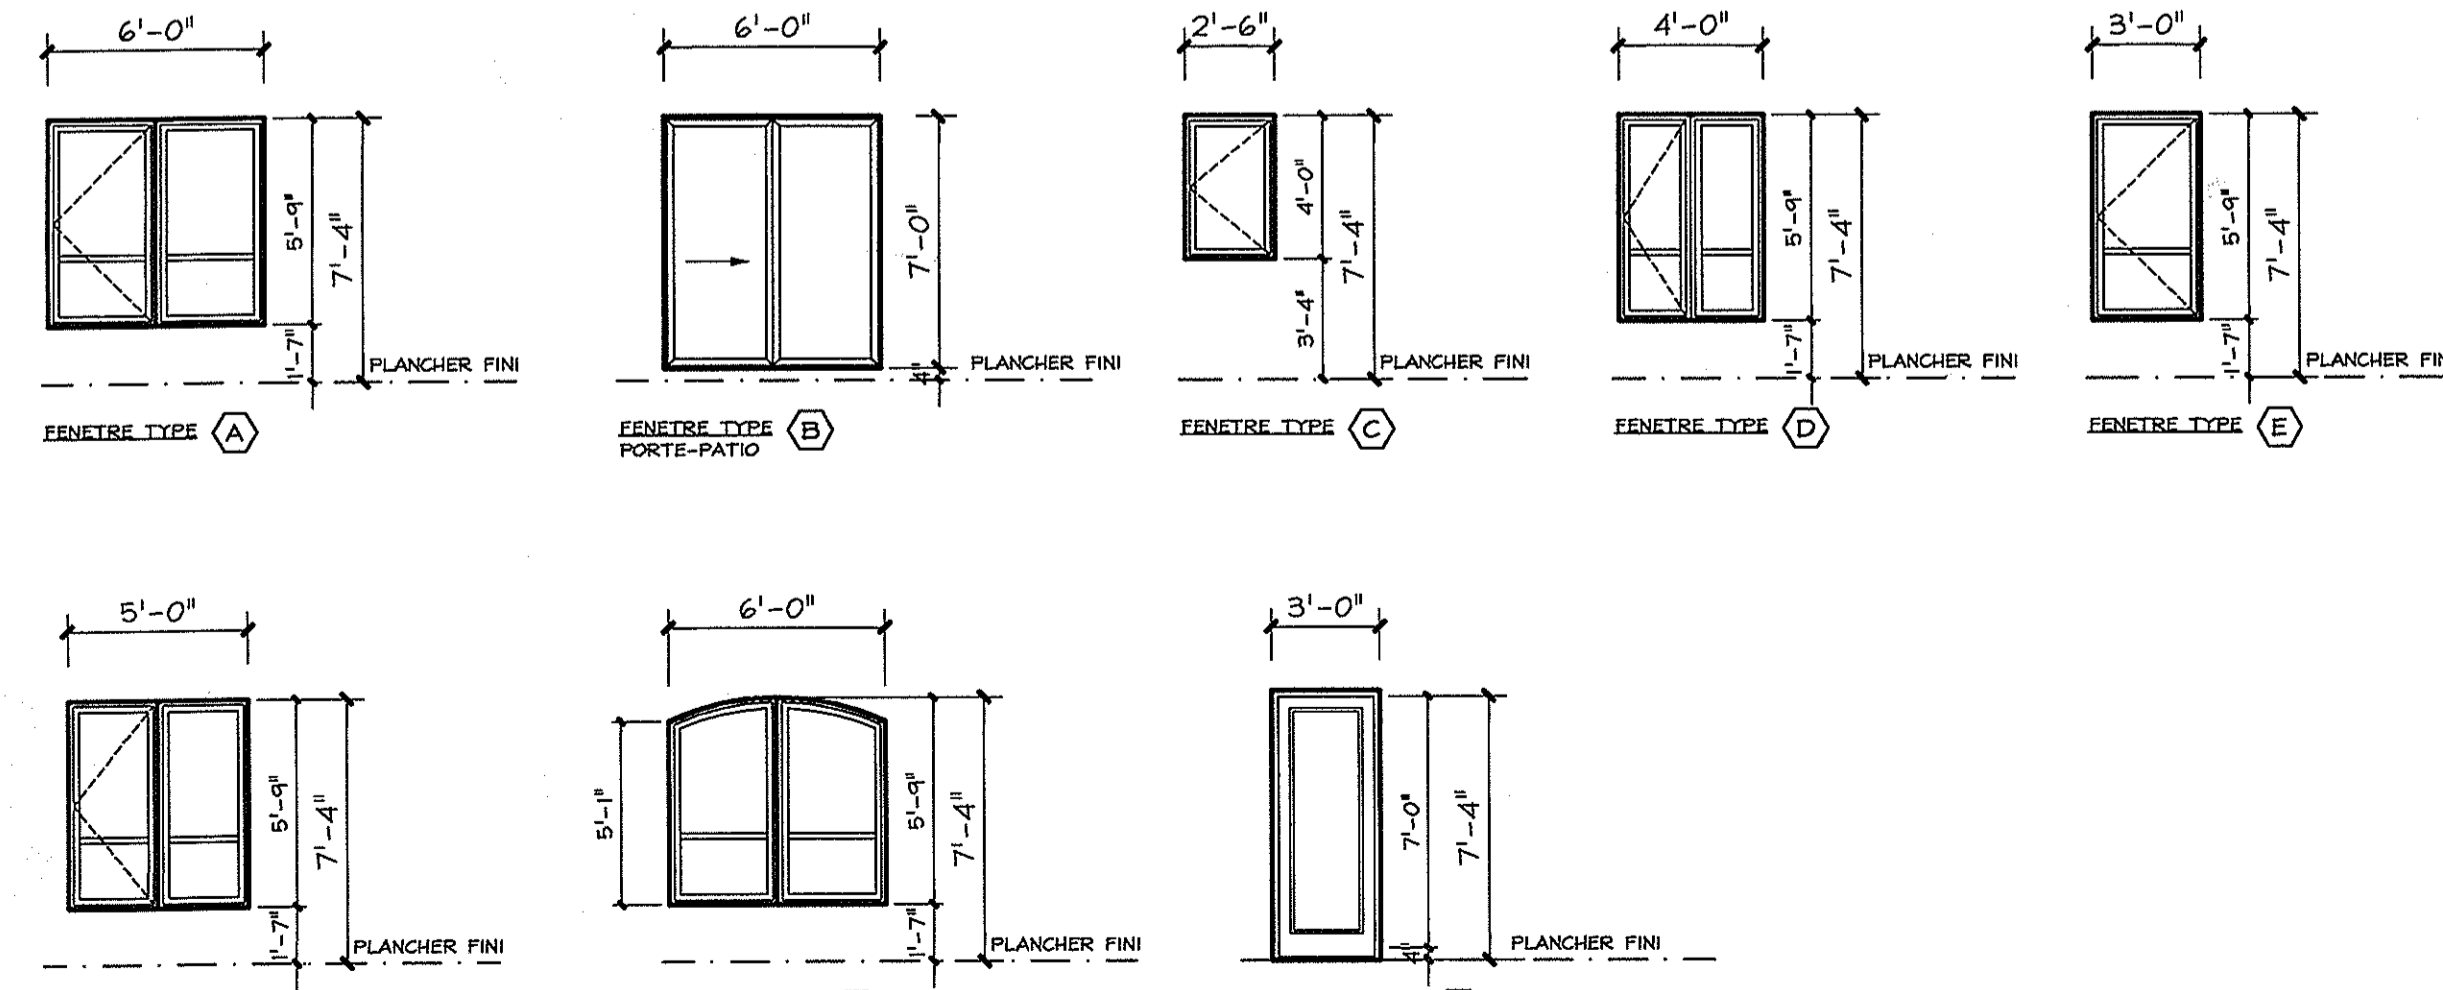 6'-0"
5'-9"
7'-4"
1'-7"
PLANCHER FINI
FENETRE TYPE A
6'-0"
7'-0"
4"
PLANCHER FINI
FENETRE TYPE B
PORTE-PATIO
2'-6"
4'-0"
7'-4"
3'-4"
PLANCHER FINI
FENETRE TYPE C
4'-0"
5'-9"
7'-4"
1'-7"
PLANCHER FINI
FENETRE TYPE D
3'-0"
5'-9"
7'-4"
1'-7"
PLANCHER FIN
FENETRE TYPE E
5'-0"
5'-9"
7'-4"
1'-7"
PLANCHER FINI
6'-0"
5'-1"
5'-9"
7'-4"
1'-7"
PLANCHER FINI
3'-0"
7'-0"
7'-4"
4"
PLANCHER FINI